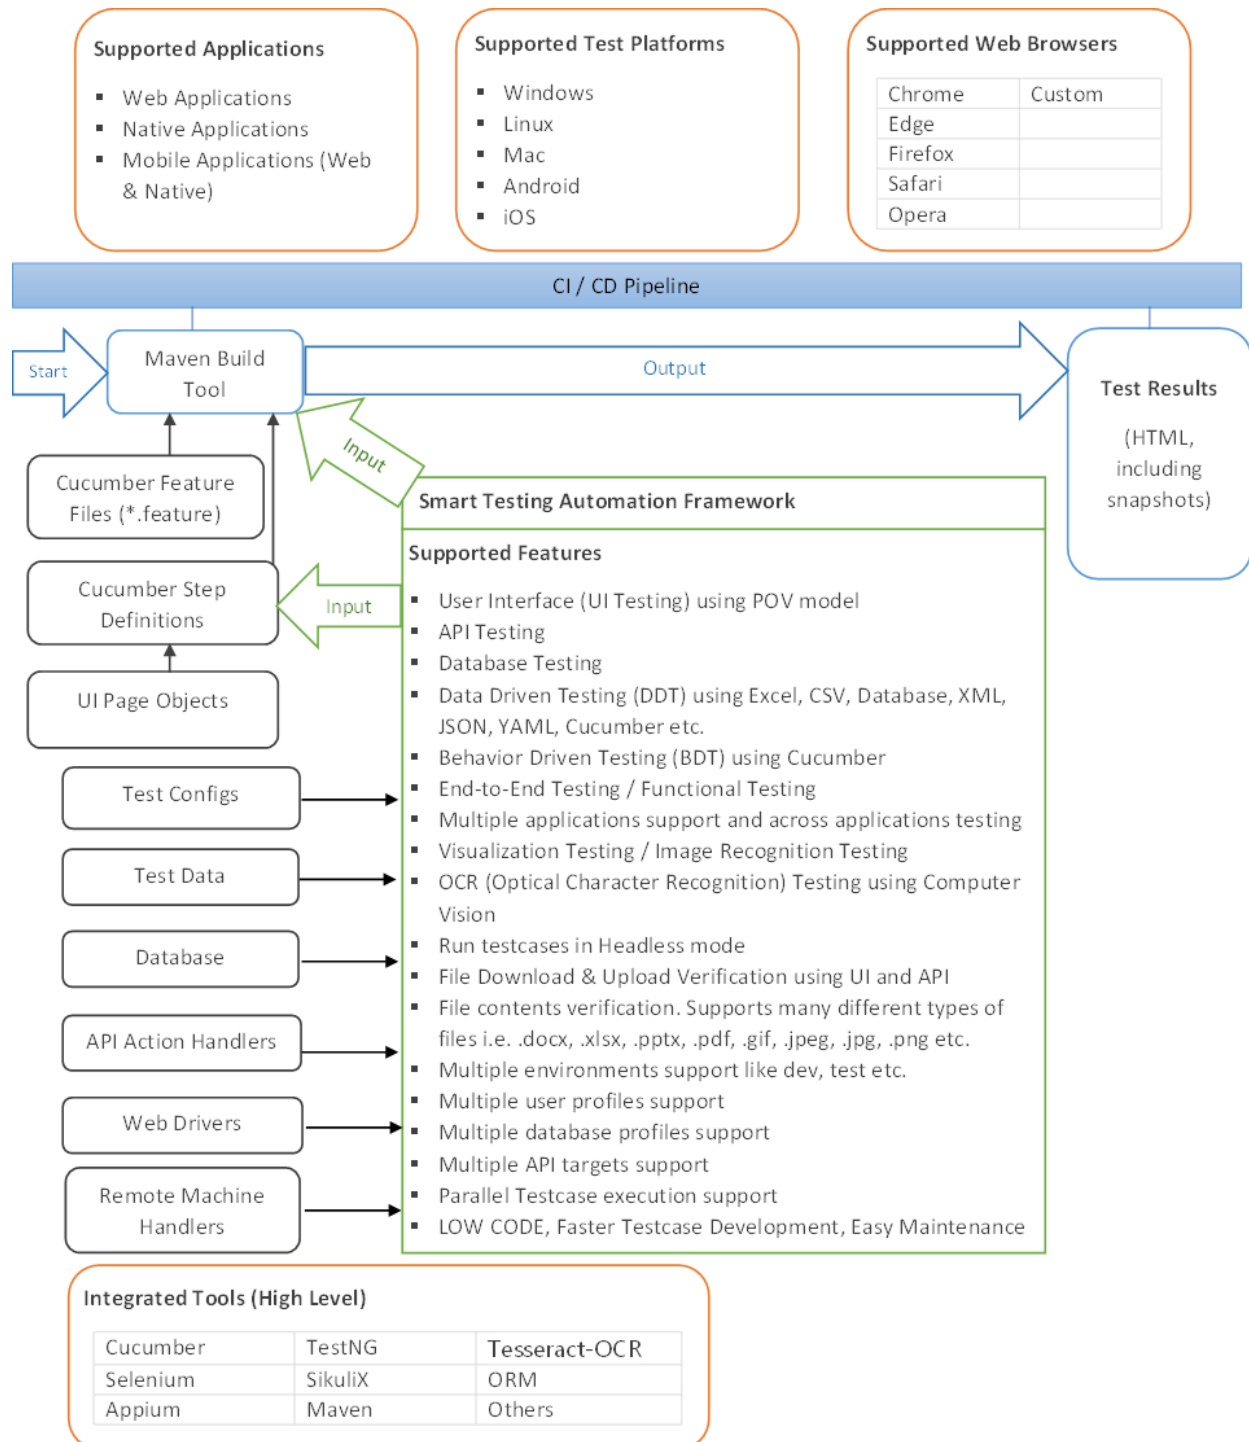 Supported Applications
▪ Web Applications
▪ Native Applications
▪ Mobile Applications (Web
& Native)
Supported Test Platforms
▪ Windows
▪ Linux
▪ Mac
▪ Android
▪ iOS
Supported Web Browsers
Chrome Custom
Edge
Firefox
Safari
Opera
CI / CD Pipeline
Start
Maven Build
Tool
Output
Test Results
(HTML,
including
snapshots)
Input
Cucumber Feature
Files (*.feature)
Cucumber Step
Definitions
Input
UI Page Objects
Test Configs
Test Data
Database
API Action Handlers
Web Drivers
Remote Machine
Handlers
Smart Testing Automation Framework
Supported Features
▪ User Interface (UI Testing) using POV model
▪ API Testing
▪ Database Testing
▪ Data Driven Testing (DDT) using Excel, CSV, Database, XML,
JSON, YAML, Cucumber etc.
▪ Behavior Driven Testing (BDT) using Cucumber
▪ End-to-End Testing / Functional Testing
▪ Multiple applications support and across applications testing
▪ Visualization Testing / Image Recognition Testing
▪ OCR (Optical Character Recognition) Testing using Computer
Vision
▪ Run testcases in Headless mode
▪ File Download & Upload Verification using UI and API
▪ File contents verification. Supports many different types of
files i.e. .docx, .xlsx, .pptx, .pdf, .gif, .jpeg, .jpg, .png etc.
▪ Multiple environments support like dev, test etc.
▪ Multiple user profiles support
▪ Multiple database profiles support
▪ Multiple API targets support
▪ Parallel Testcase execution support
▪ LOW CODE, Faster Testcase Development, Easy Maintenance
Integrated Tools (High Level)
Cucumber TestNG Tesseract-OCR
Selenium SikuliX ORM
Appium Maven Others